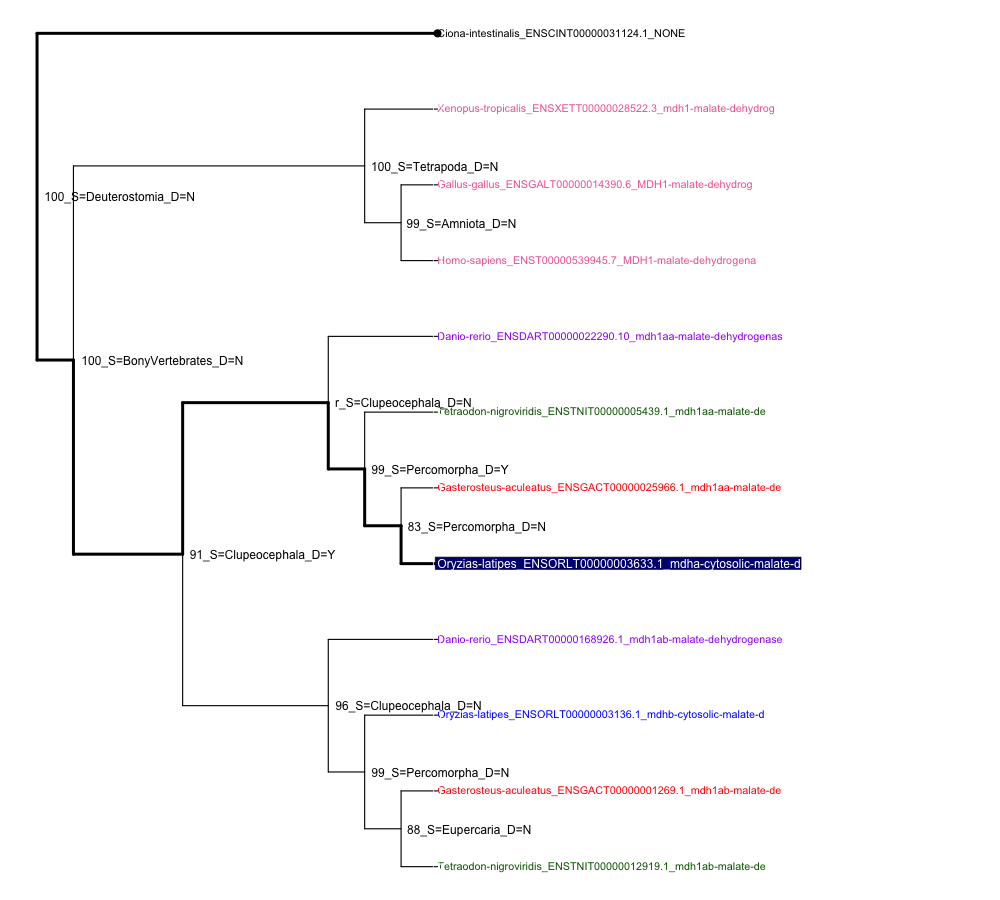 Ciona-intestinalis_ENSCINT00000031124.1_NONE
Xenopus-tropicalis_ENSXETT00000028522.3_mdh1-malate-dehydrog
100_S=Tetrapoda_D=N
Gallus-gallus_ENSGALT00000014390.6_MDH1-malate-dehydrog
100_S=Deuterostomia_D=N
99_S=Amniota_D=N
Homo-sapiens_ENST00000539945.7_MDH1-malate-dehydrogena
Danio-rerio_ENSDART00000022290.10_mdh1aa-malate-dehydrogenas
100_S=BonyVertebrates_D=N
r_S=Clupeocephala_D=N
Tetraodon-nigroviridis_ENSTNIT00000005439.1_mdh1aa-malate-de
99_S=Percomorpha_D=Y
Gasterosteus-aculeatus_ENSGACT00000025966.1_mdh1aa-malate-de
83_S=Percomorpha_D=N
91_S=Clupeocephala_D=Y
Oryzias-latipes_ENSORLT00000003633.1_mdha-cytosolic-malate-d
Danio-rerio_ENSDART00000168926.1_mdh1ab-malate-dehydrogenase
96_S=Clupeocephala_D=N
Oryzias-latipes_ENSORLT00000003136.1_mdhb-cytosolic-malate-d
99_S=Percomorpha_D=N
Gasterosteus-aculeatus_ENSGACT00000001269.1_mdh1ab-malate-de
88_S=Eupercaria_D=N
Tetraodon-nigroviridis_ENSTNIT00000012919.1_mdh1ab-malate-de